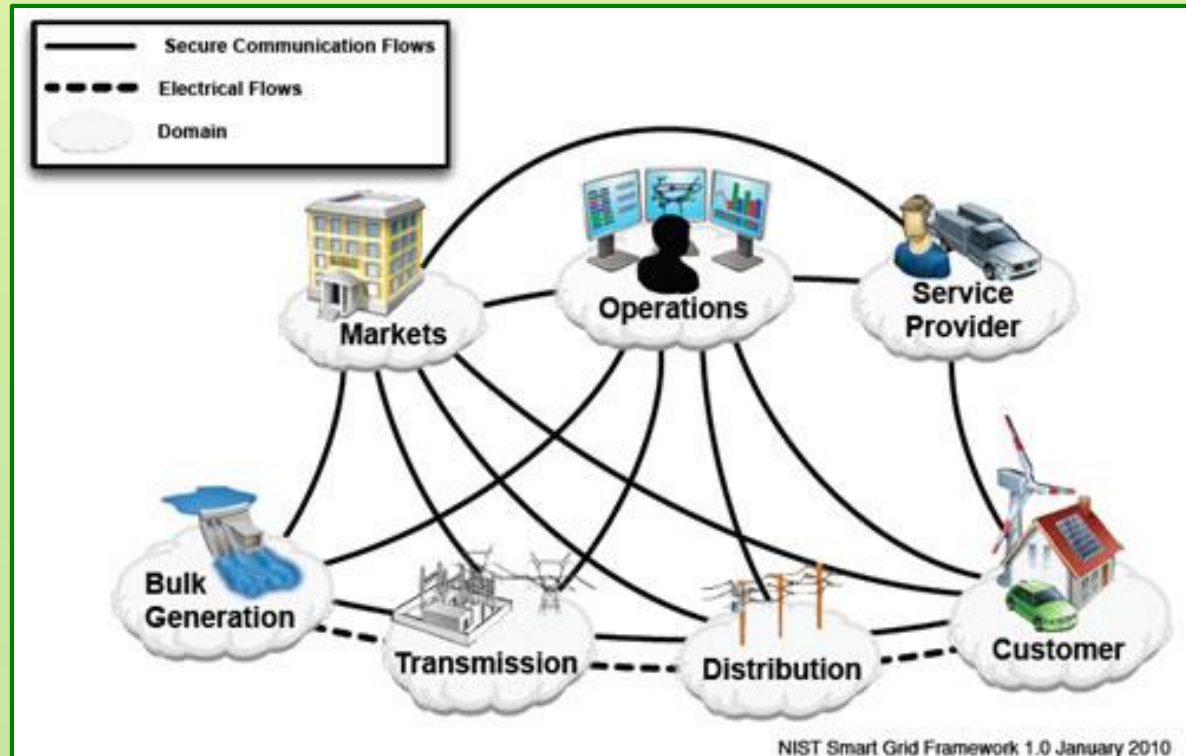 Secure Communication Flows
Electrical Flows
Domain
Markets
Operations
Service
Provider
Bulk
Generation
Transmission
Distribution
Customer
NIST Smart Grid Framework 1.0 January 2010